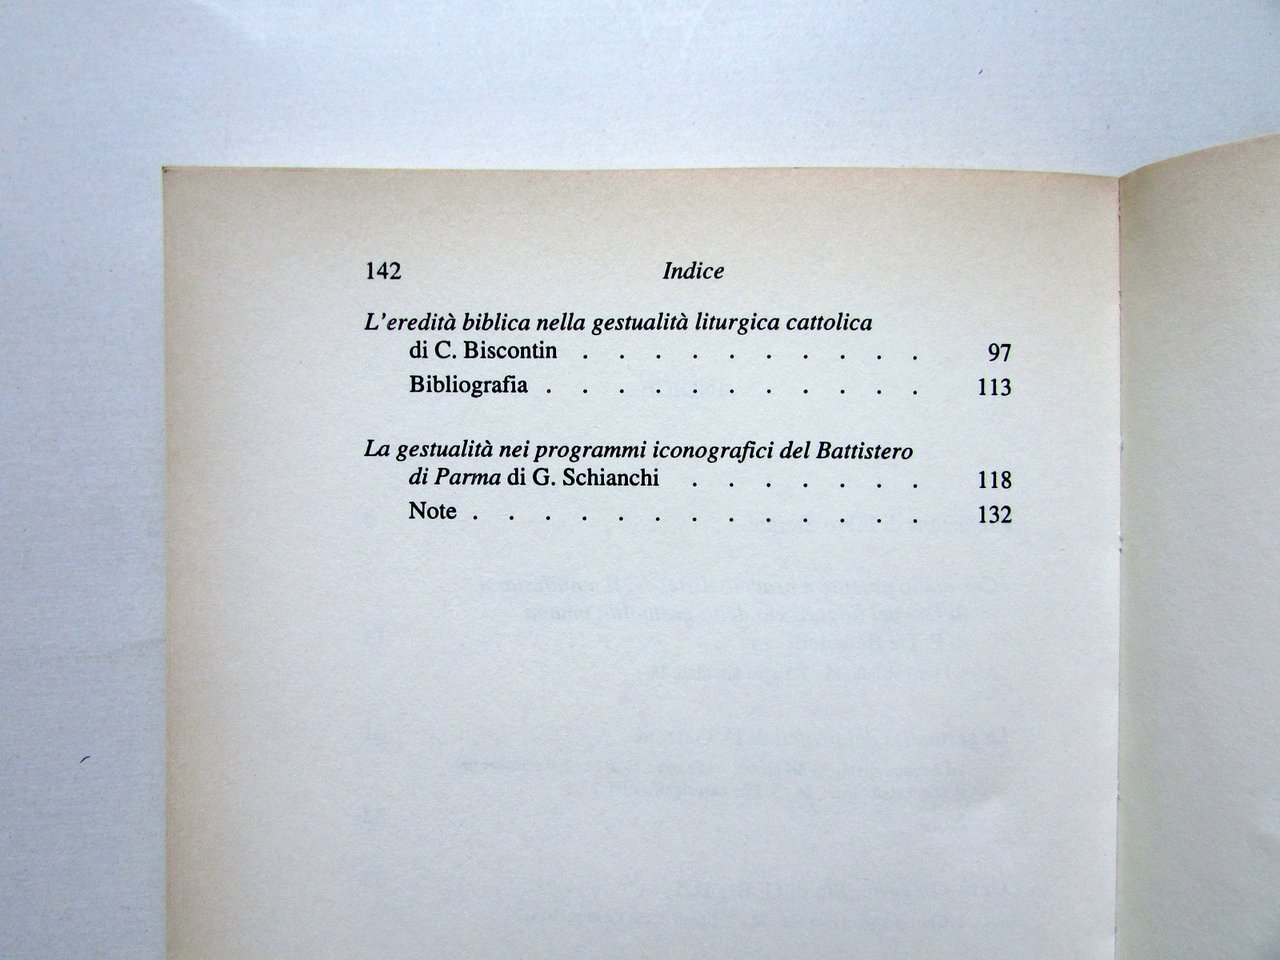 142 Indice
L'eredità biblica nella gestualità liturgica cattolica
di C. Biscontin . . . . . . . . . . 97
Bibliografia . . . . . . . . . . . 113
La gestualità nei programmi iconografici del Battistero
di Parma di G. Schianchi . . . . . . . 118
Note . . . . . . . . . . . . . 132